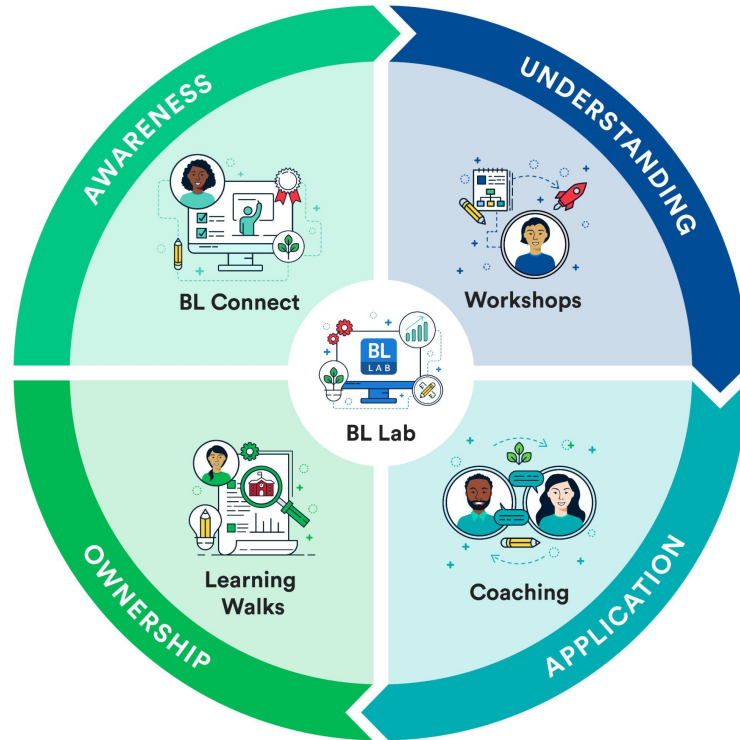 AWARENESS
UNDERSTANDING
BL Connect
Workshops
BL
LAB
BL Lab
Learning
Walks
Coaching
OWNERSHIP
APPLICATION